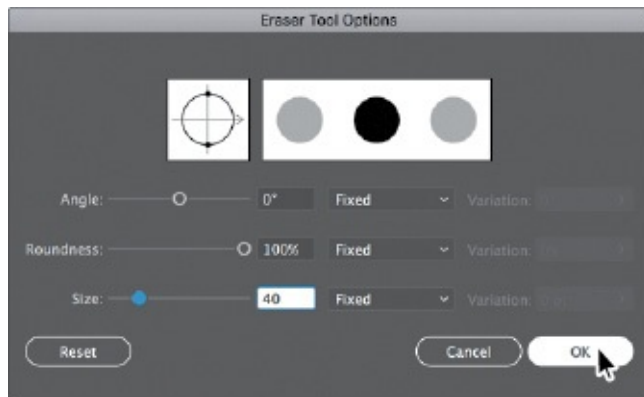 Eraser Tool Options
Angle: 0° Fixed Variation:
Roundness: 100% Fixed Variation:
Size: 40 Fixed Variation:
Reset Cancel OK